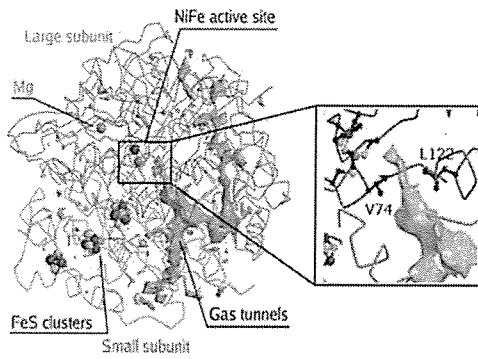 NiFe active site
Large subunit
Mg
L122
V74
FeS clusters
Gas tunnels
Small subunit